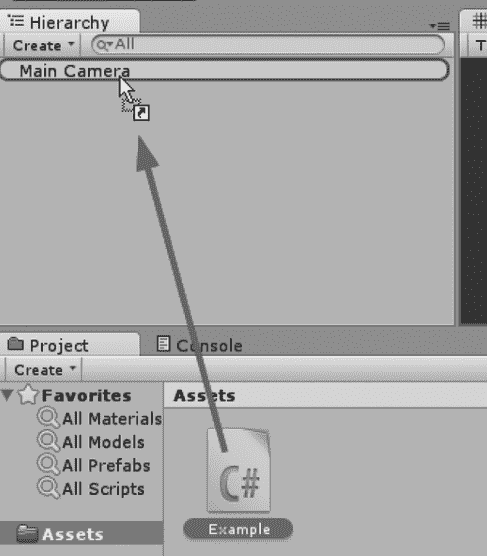 Hierarchy
Create All
Main Camera
Project Console
Create
Favorites Assets
All Materials
All Models
All Prefabs
All Scripts
C#
Example
Assets